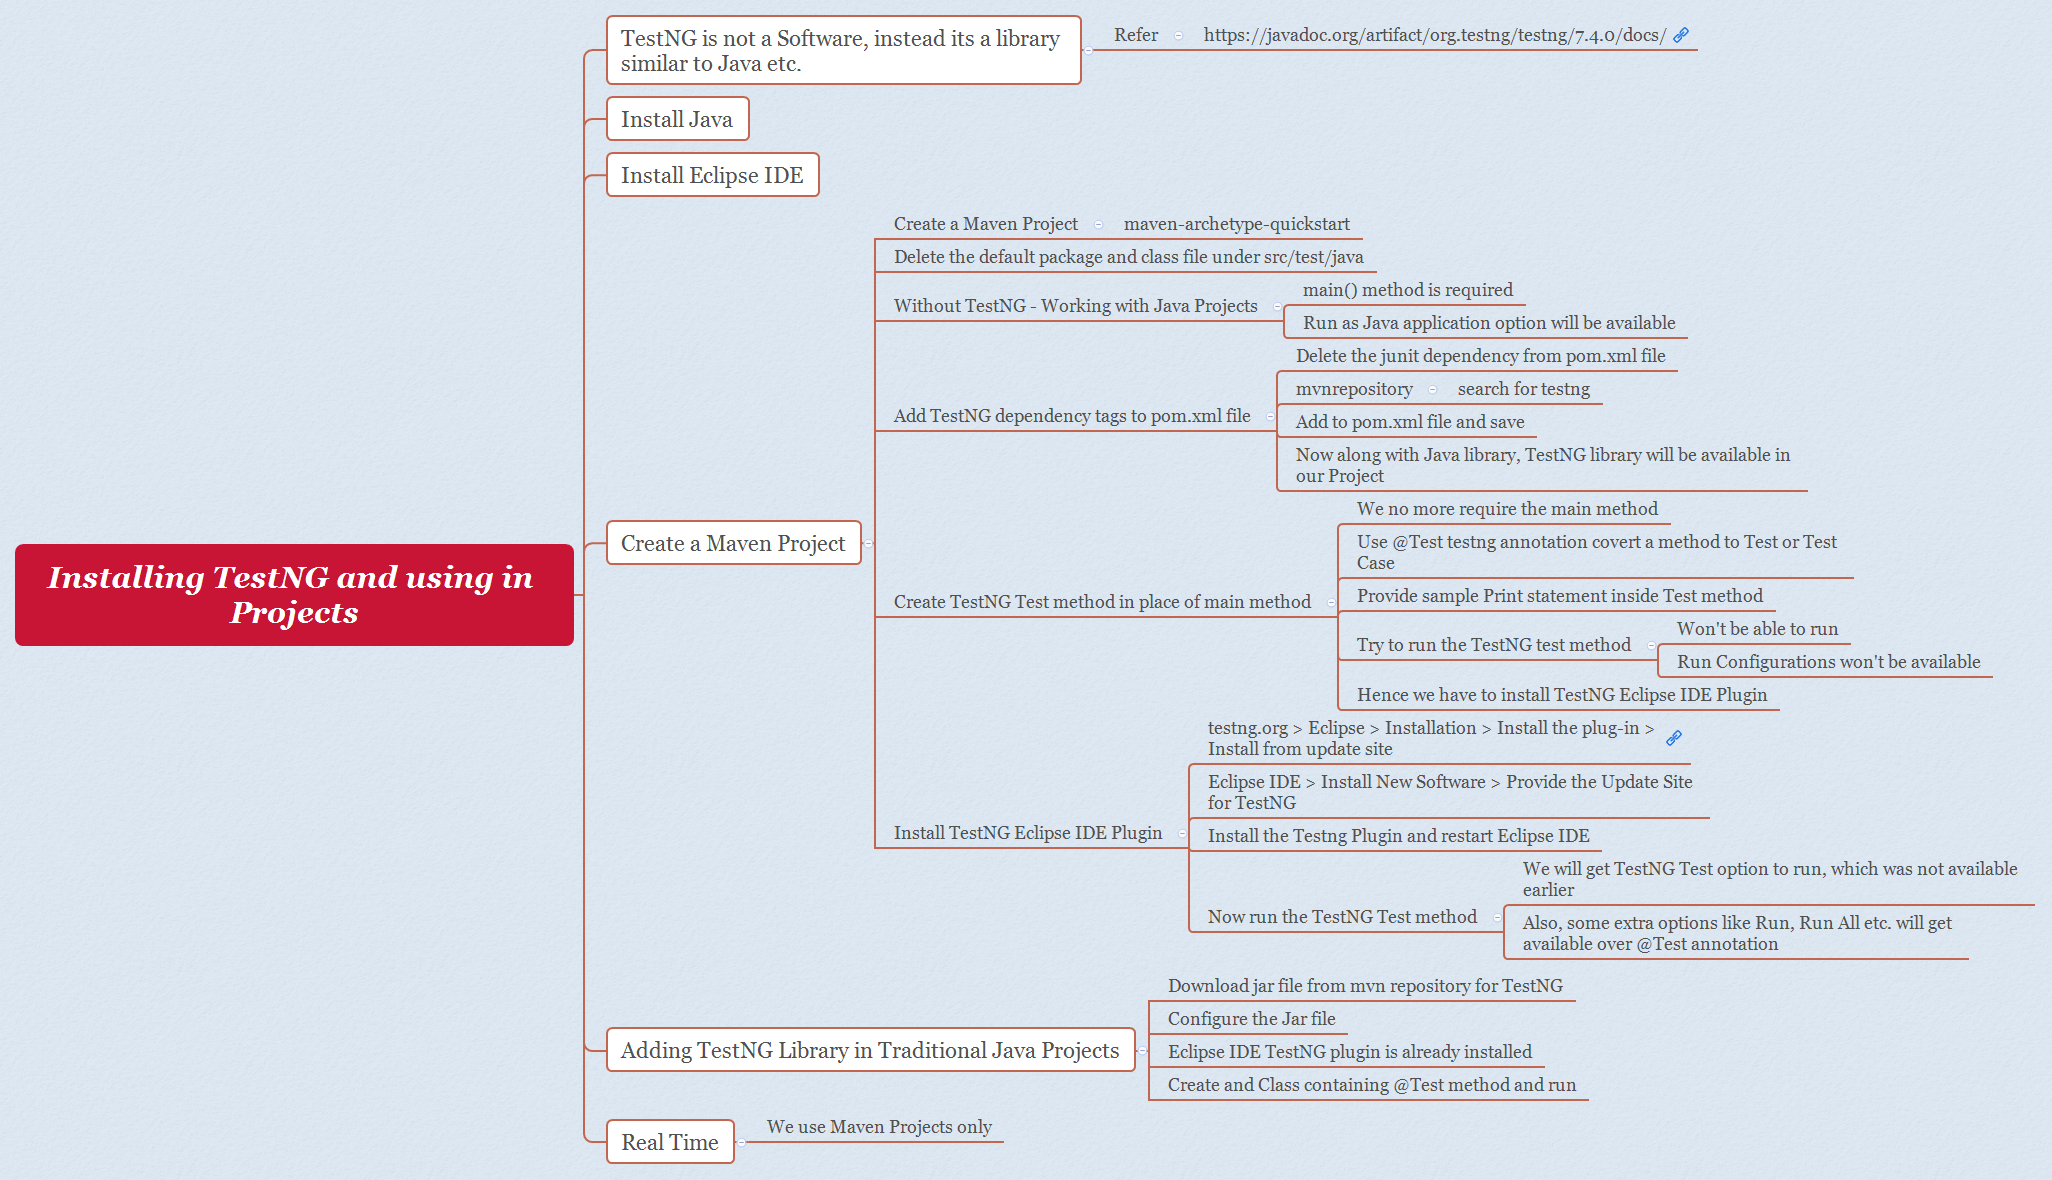 TestNG is not a Software, instead its a library
similar to Java etc.
Refer
https://javadoc.org/artifact/org.testng/testng/7.4.0/docs/
Install Java
Install Eclipse IDE
Installing TestNG and using in
Projects
Create a Maven Project
Create a Maven Project
maven-archetype-quickstart
Delete the default package and class file under src/test/java
Without TestNG - Working with Java Projects
main() method is required
Run as Java application option will be available
Add TestNG dependency tags to pom.xml file
Delete the junit dependency from pom.xml file
mvnrepository
search for testng
Add to pom.xml file and save
Now along with Java library, TestNG library will be available in
our Project
Create TestNG Test method in place of main method
We no more require the main method
Use @Test testng annotation covert a method to Test or Test
Case
Provide sample Print statement inside Test method
Try to run the TestNG test method
Won't be able to run
Run Configurations won't be available
Hence we have to install TestNG Eclipse IDE Plugin
Install TestNG Eclipse IDE Plugin
testng.org > Eclipse > Installation > Install the plug-in >
Install from update site
Eclipse IDE > Install New Software > Provide the Update Site
for TestNG
Install the Testng Plugin and restart Eclipse IDE
Now run the TestNG Test method
We will get TestNG Test option to run, which was not available
earlier
Also, some extra options like Run, Run All etc. will get
available over @Test annotation
Adding TestNG Library in Traditional Java Projects
Download jar file from mvn repository for TestNG
Configure the Jar file
Eclipse IDE TestNG plugin is already installed
Create and Class containing @Test method and run
Real Time
We use Maven Projects only